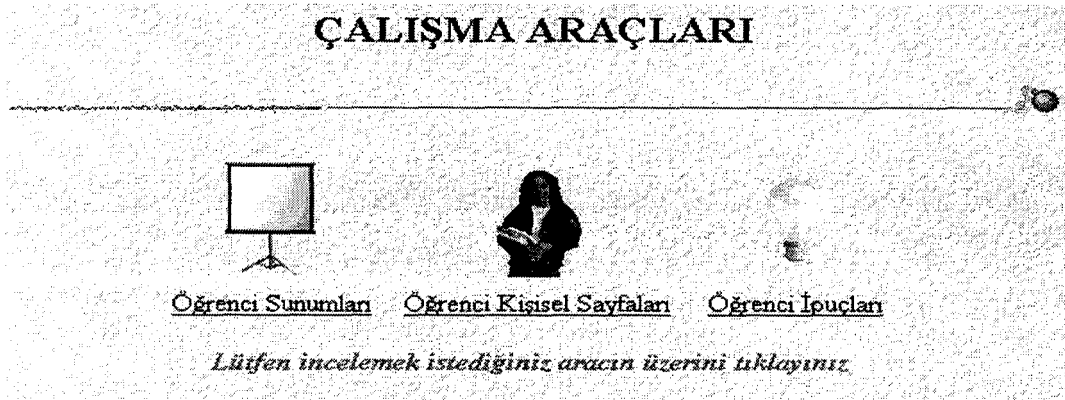 ÇALIŞMA ARAÇLARI
Öğrenci Sunumları Öğrenci Kişisel Sayfaları Öğrenci İpuçları
Lütfen incelemek istediğiniz aracın üzerini tıklayınız